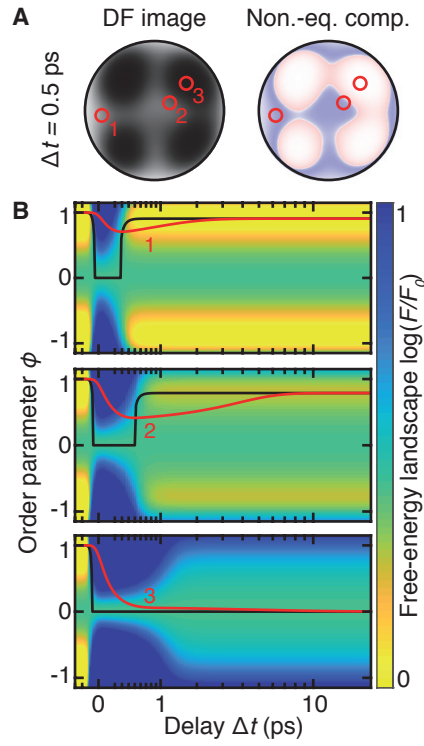 A
DF image
Non.-eq. comp.
Δt = 0.5 ps
1
2
3
B
Order parameter ϕ
1
0
-1
1
1
0
-1
2
1
0
-1
3
0
1
10
Delay Δt (ps)
1
0
Free-energy landscape log(F/F0)